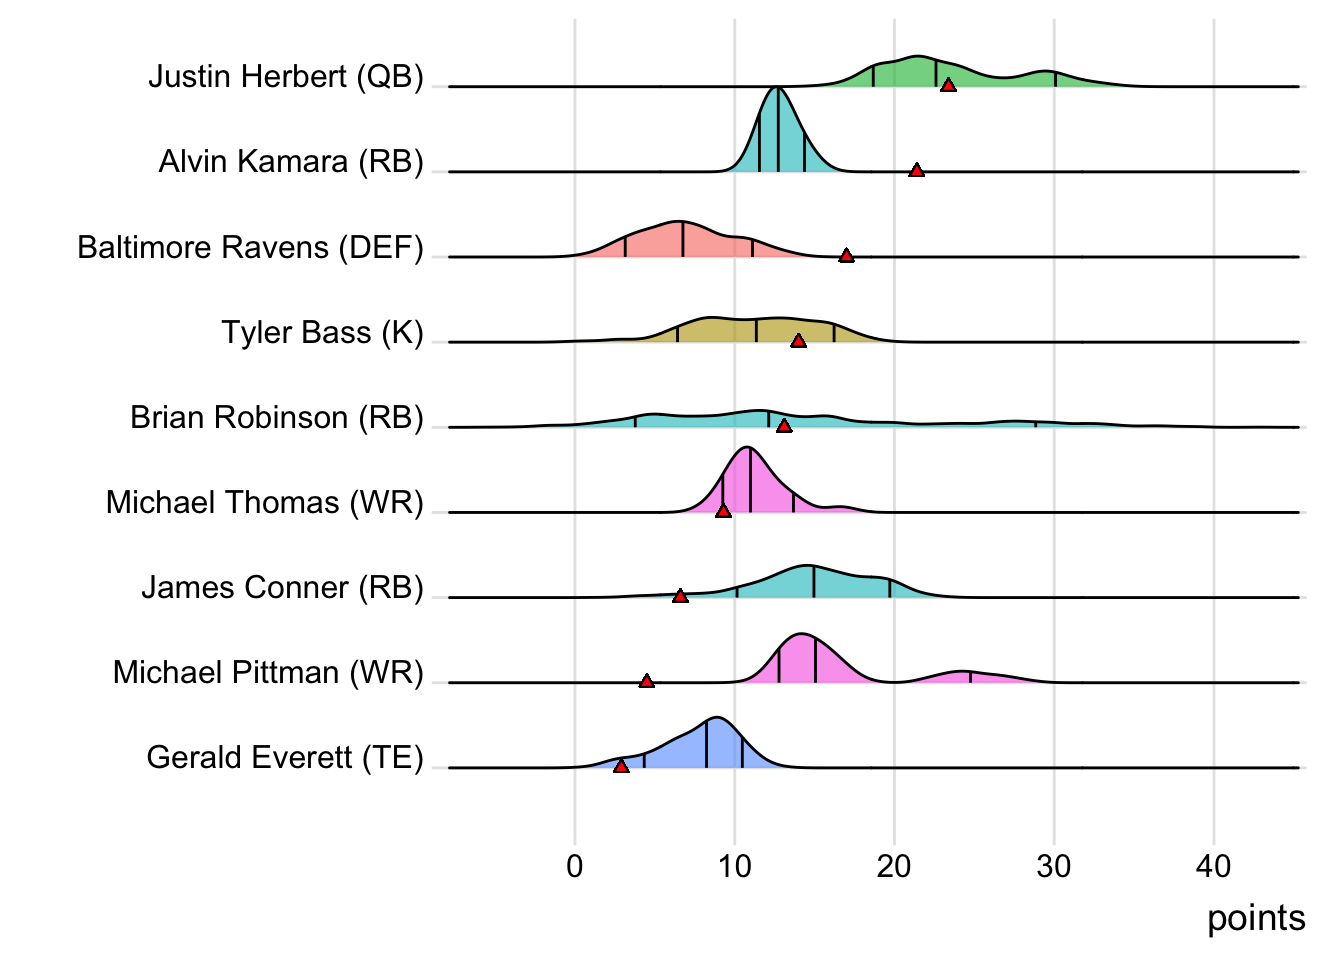 Justin Herbert (QB)
Alvin Kamara (RB)
Baltimore Ravens (DEF)
Tyler Bass (K)
Brian Robinson (RB)
Michael Thomas (WR)
James Conner (RB)
Michael Pittman (WR)
Gerald Everett (TE)
0 10 20 30 40
points